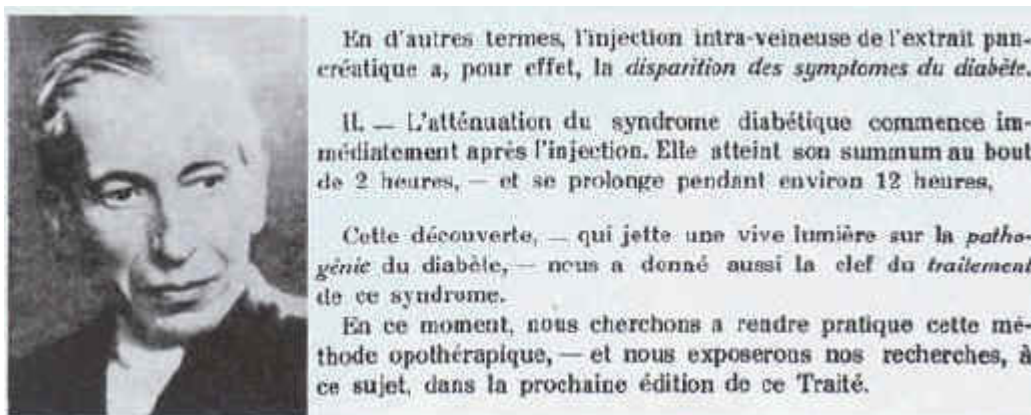 En d'autres termes, l'injection intra-veineuse de l'extrait pan-
créatique a, pour effet, la disparition des symptomes du diabète.
II. — L'atténuation du syndrome diabétique commence im-
médiatement après l'injection. Elle atteint son summum au bout
de 2 heures, — et se prolonge pendant environ 12 heures,
Cette découverte, — qui jette une vive lumière sur la patho-
génie du diabète, — nous a donné aussi la clef du traitement
de ce syndrome.
En ce moment, nous cherchons a rendre pratique cette mé-
thode opothérapique, — et nous exposerons nos recherches, à
ce sujet, dans la prochaine édition de ce Traité.